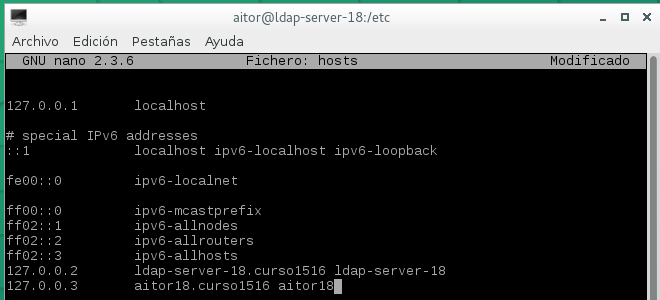 aitor@ldap-server-18:/etc
Archivo Edición Pestañas Ayuda
GNU nano 2.3.6 Fichero: hosts Modificado
127.0.0.1 localhost
# special IPv6 addresses
::1 localhost ipv6-localhost ipv6-loopback
fe00::0 ipv6-localnet
ff00::0 ipv6-mcastprefix
ff02::1 ipv6-allnodes
ff02::2 ipv6-allrouters
ff02::3 ipv6-allhosts
127.0.0.2 ldap-server-18.curso1516 ldap-server-18
127.0.0.3 aitor18.curso1516 aitor18